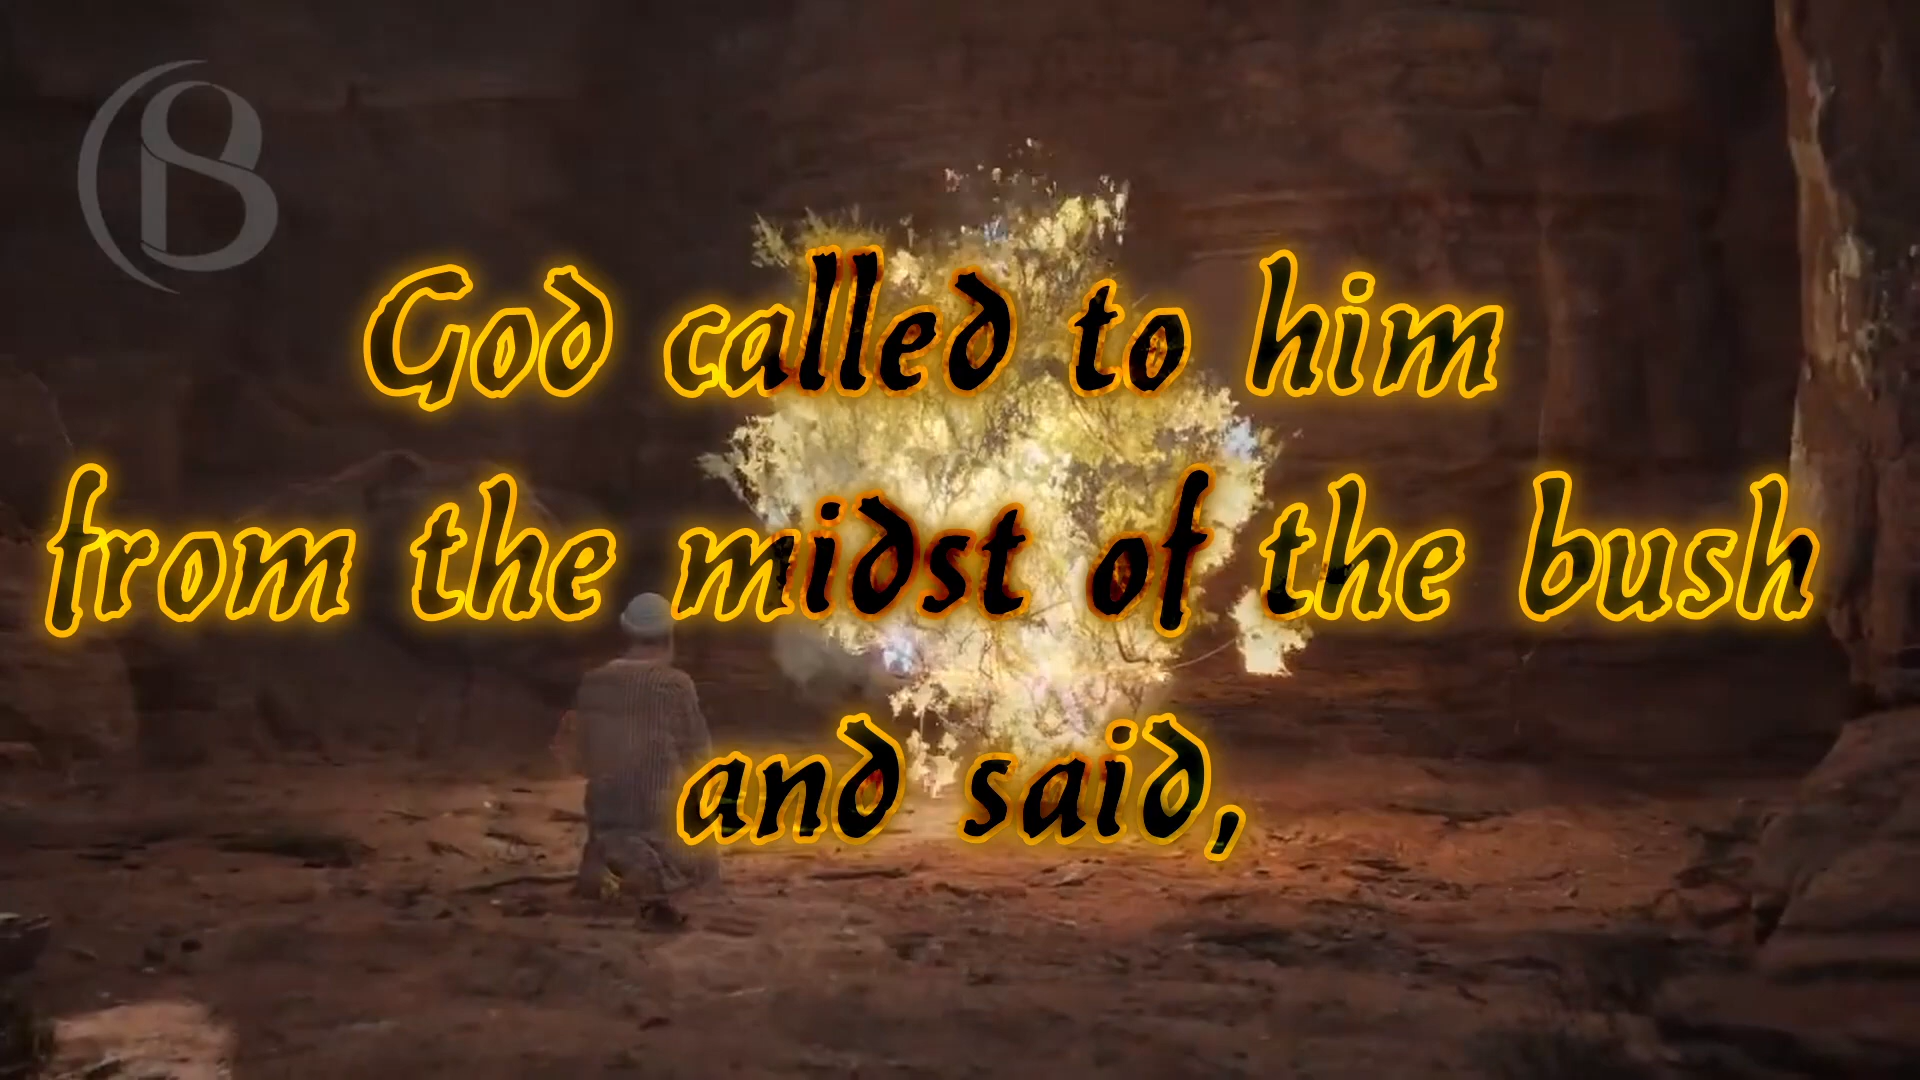 God called to him
from the midst of the bush
and said,